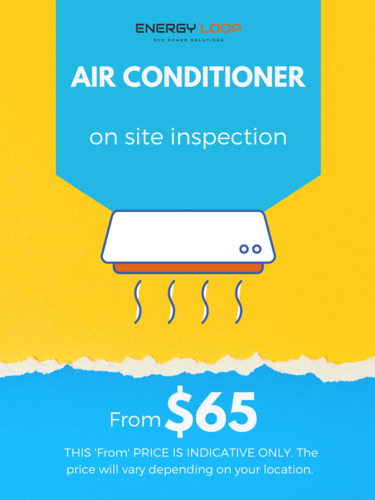 ENERGY LOOP
ECO POWER SOLUTIONS
AIR CONDITIONER
on site inspection
From $65
THIS 'From' PRICE IS INDICATIVE ONLY. The
price will vary depending on your location.